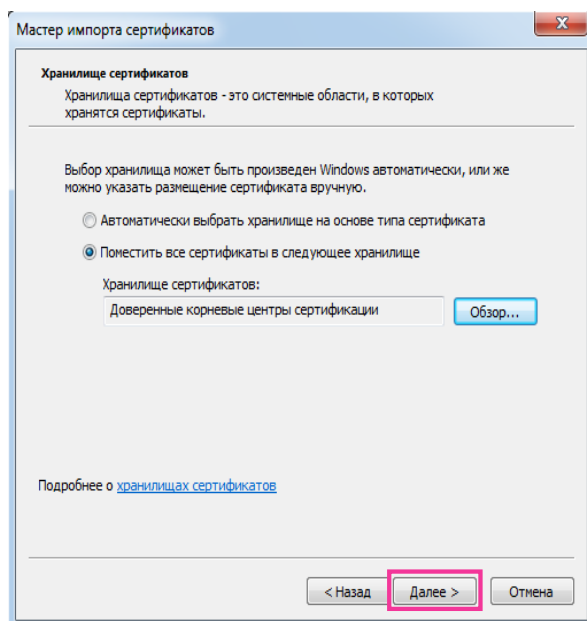 Мастер импорта сертификатов
Хранилище сертификатов
Хранилища сертификатов - это системные области, в которых
хранятся сертификаты.
Выбор хранилища может быть произведен Windows автоматически, или же
можно указать размещение сертификата вручную.
Автоматически выбрать хранилище на основе типа сертификата
Поместить все сертификаты в следующее хранилище
Хранилище сертификатов:
Доверенные корневые центры сертификации
Обзор...
Подробнее о хранилищах сертификатов
< Назад
Далее >
Отмена